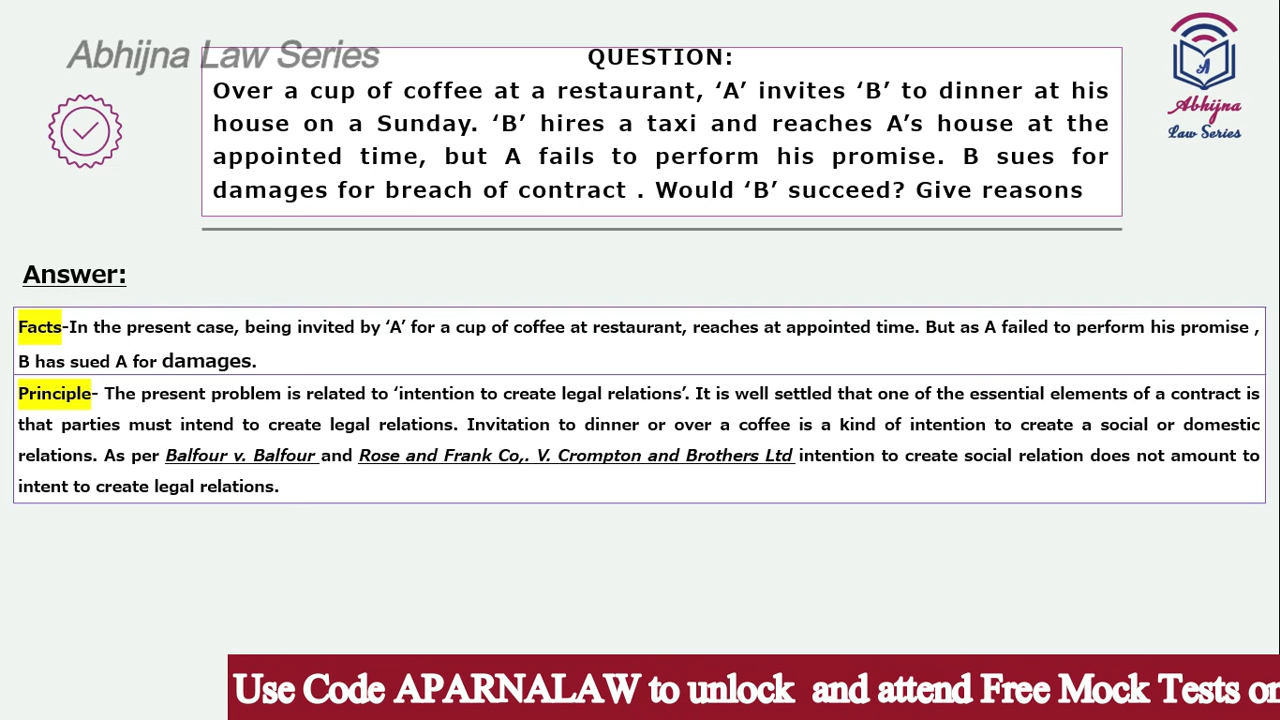 Abhijna Law Series
QUESTION:
Over a cup of coffee at a restaurant, ‘A’ invites ‘B’ to dinner at his
house on a Sunday. ‘B’ hires a taxi and reaches A’s house at the
appointed time, but A fails to perform his promise. B sues for
damages for breach of contract . Would ‘B’ succeed? Give reasons
A
Abhijna
Law Series
Answer:
Facts-In the present case, being invited by ‘A’ for a cup of coffee at restaurant, reaches at appointed time. But as A failed to perform his promise ,
B has sued A for damages.
Principle- The present problem is related to ‘intention to create legal relations’. It is well settled that one of the essential elements of a contract is
that parties must intend to create legal relations. Invitation to dinner or over a coffee is a kind of intention to create a social or domestic
relations. As per Balfour v. Balfour and Rose and Frank Co,. V. Crompton and Brothers Ltd intention to create social relation does not amount to
intent to create legal relations.
Use Code APARNALAW to unlock and attend Free Mock Tests on